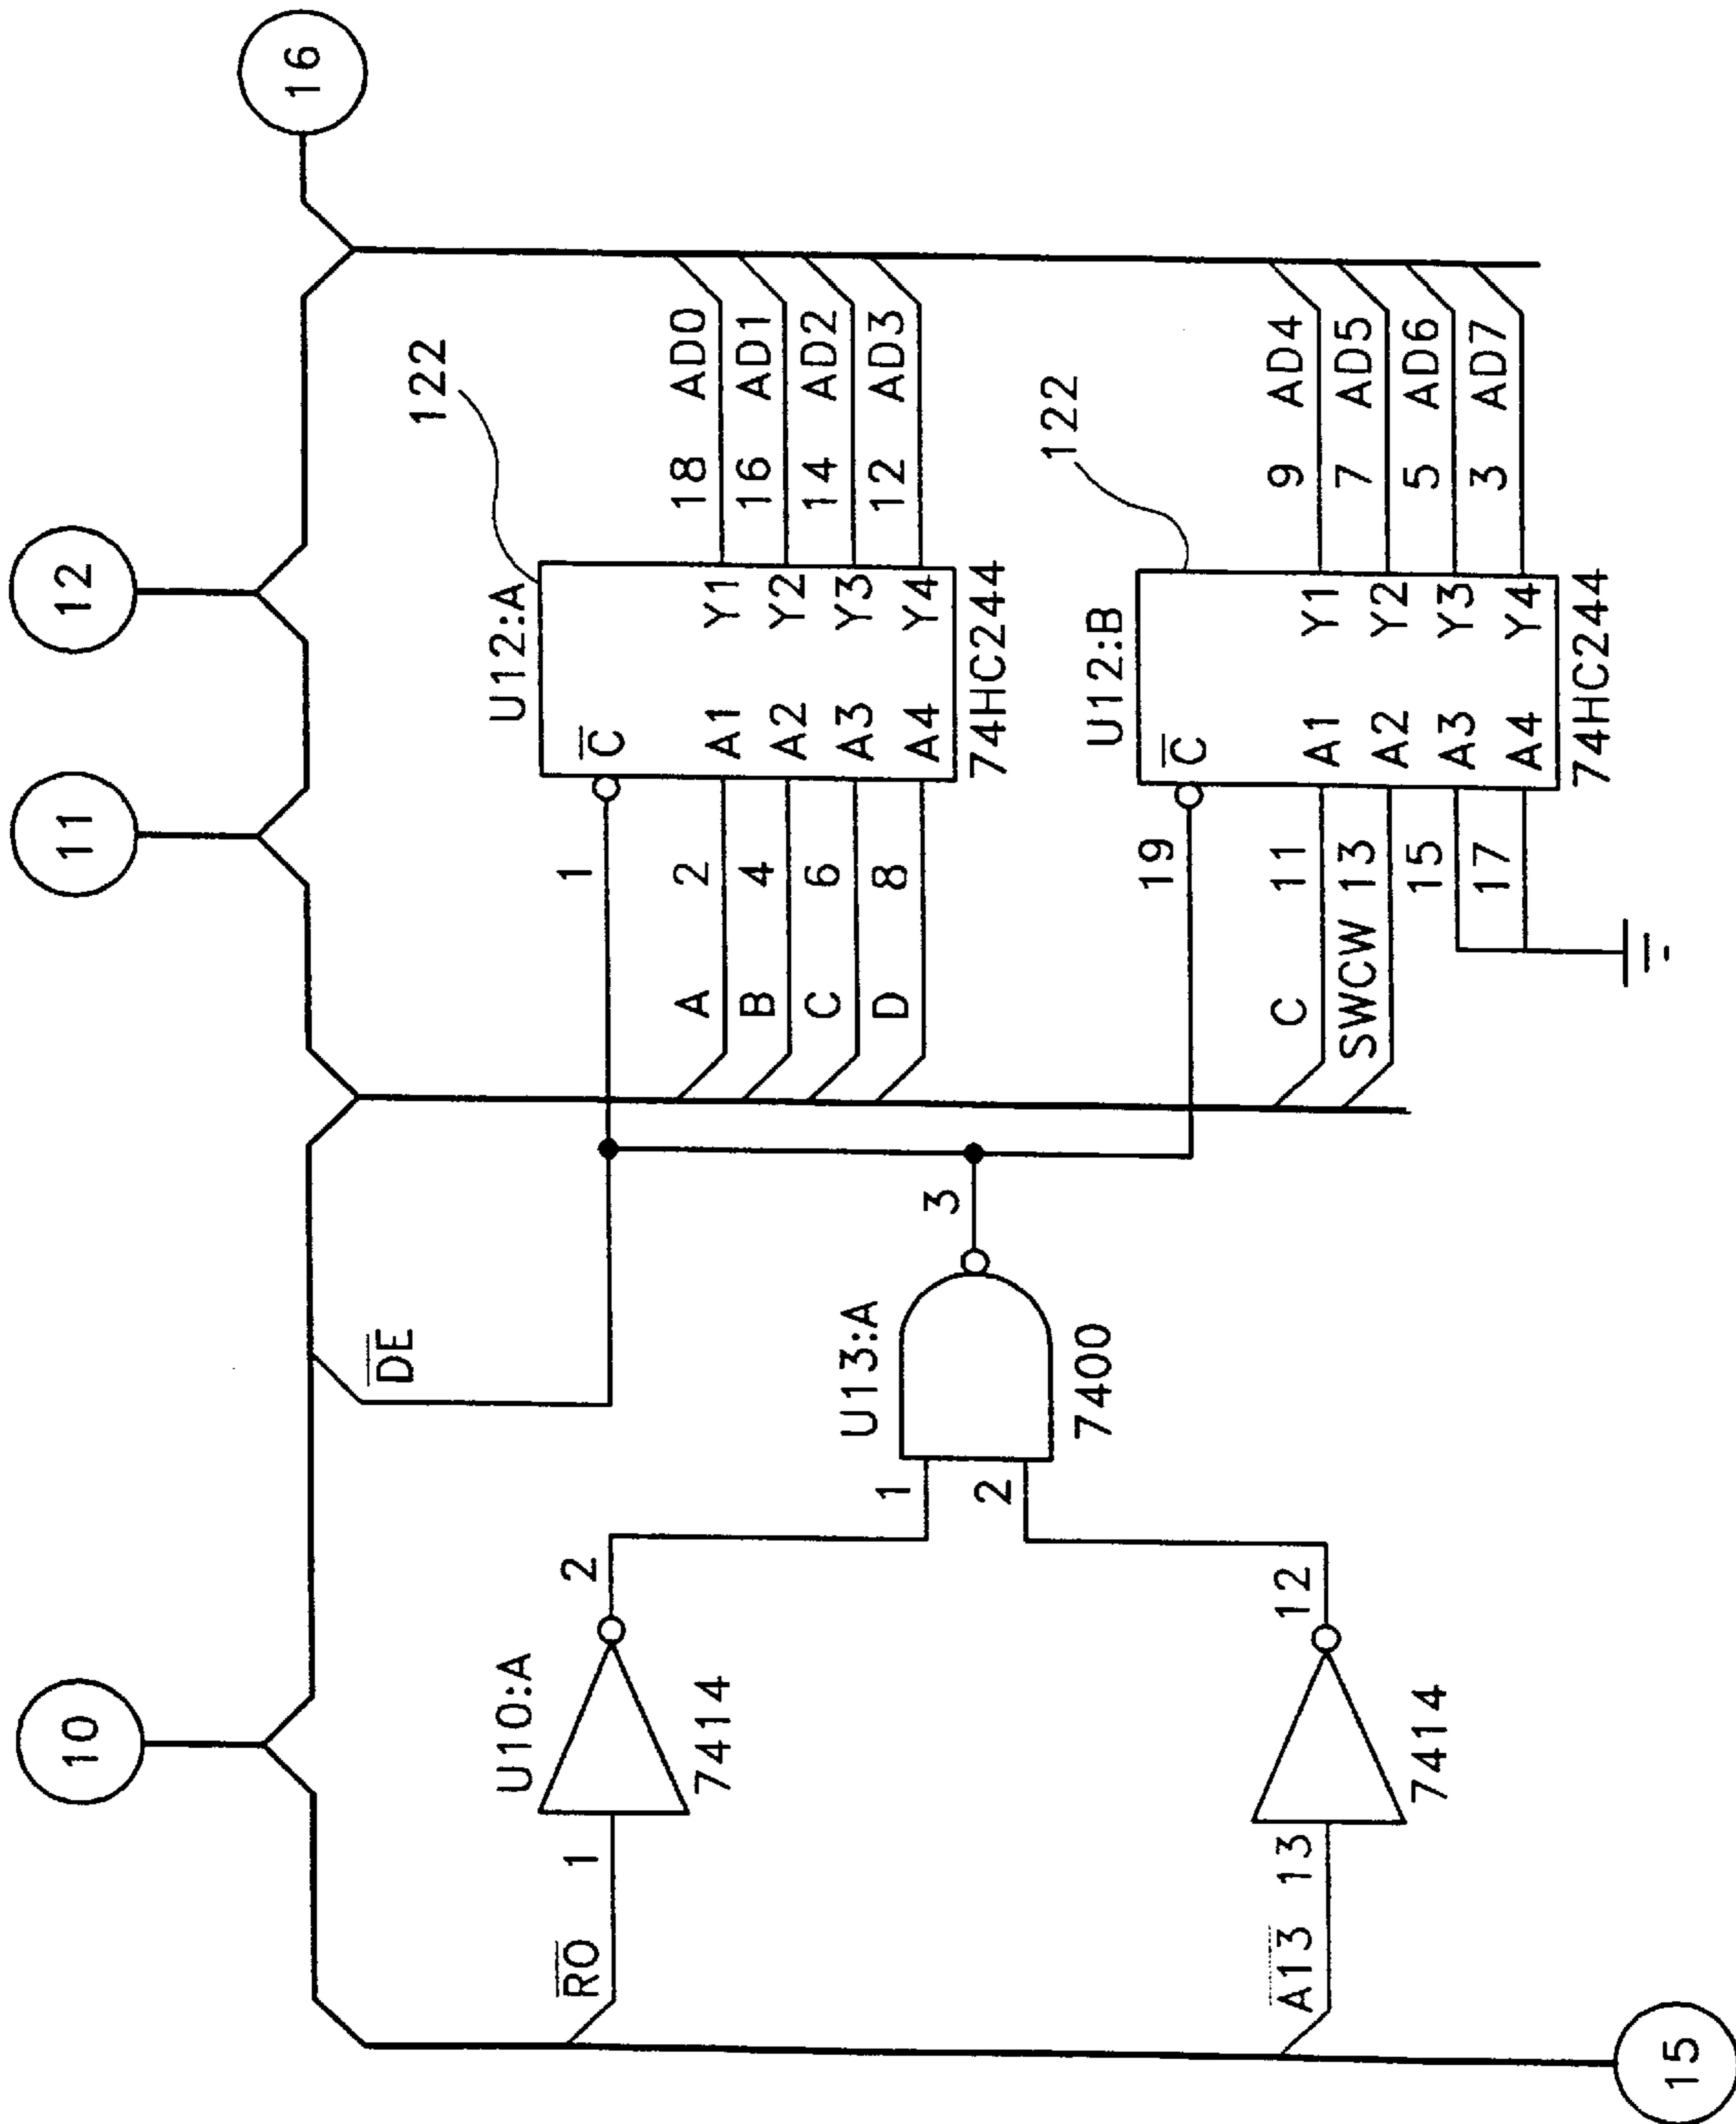 10
11
12
16
15
DE
RO 1
U10:A
2
7414
A13 13
12
7414
1
2
U13:A
3
7400
122
U12:A
1 C
A 2 A1 Y1 18 AD0
B 4 A2 Y2 16 AD1
C 6 A3 Y3 14 AD2
D 8 A4 Y4 12 AD3
74HC244
122
U12:B
19 C
C 11 A1 Y1 9 AD4
SWCW 13 A2 Y2 7 AD5
15 A3 Y3 5 AD6
17 A4 Y4 3 AD7
74HC244